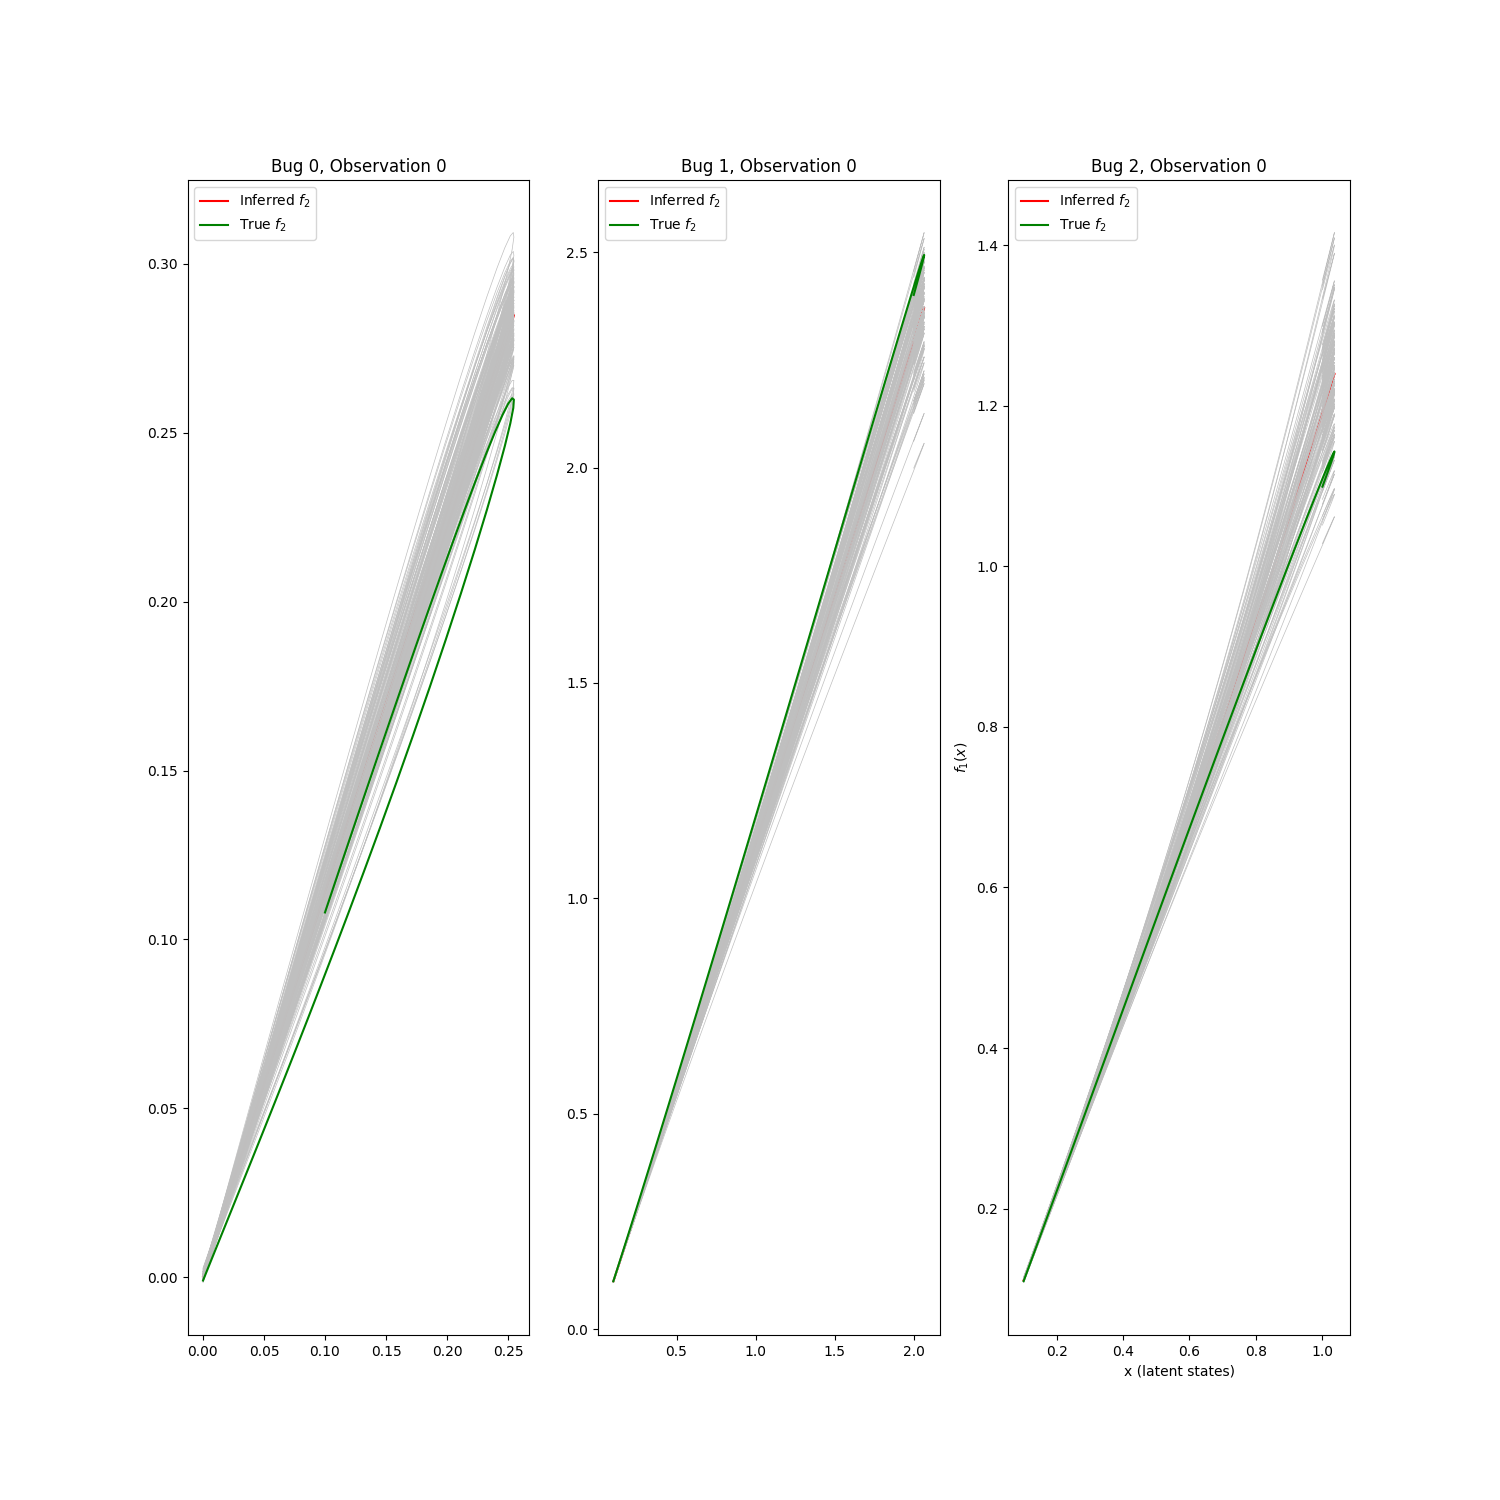 Bug 0, Observation 0
Inferred f₂
True f₂
0.30
0.25
0.20
0.15
0.10
0.05
0.00
0.00 0.05 0.10 0.15 0.20 0.25
Bug 1, Observation 0
Inferred f₂
True f₂
2.5
2.0
1.5
1.0
0.5
0.0
0.5 1.0 1.5 2.0
Bug 2, Observation 0
Inferred f₂
True f₂
f₁(x)
1.4
1.2
1.0
0.8
0.6
0.4
0.2
0.2 0.4 0.6 0.8 1.0
x (latent states)